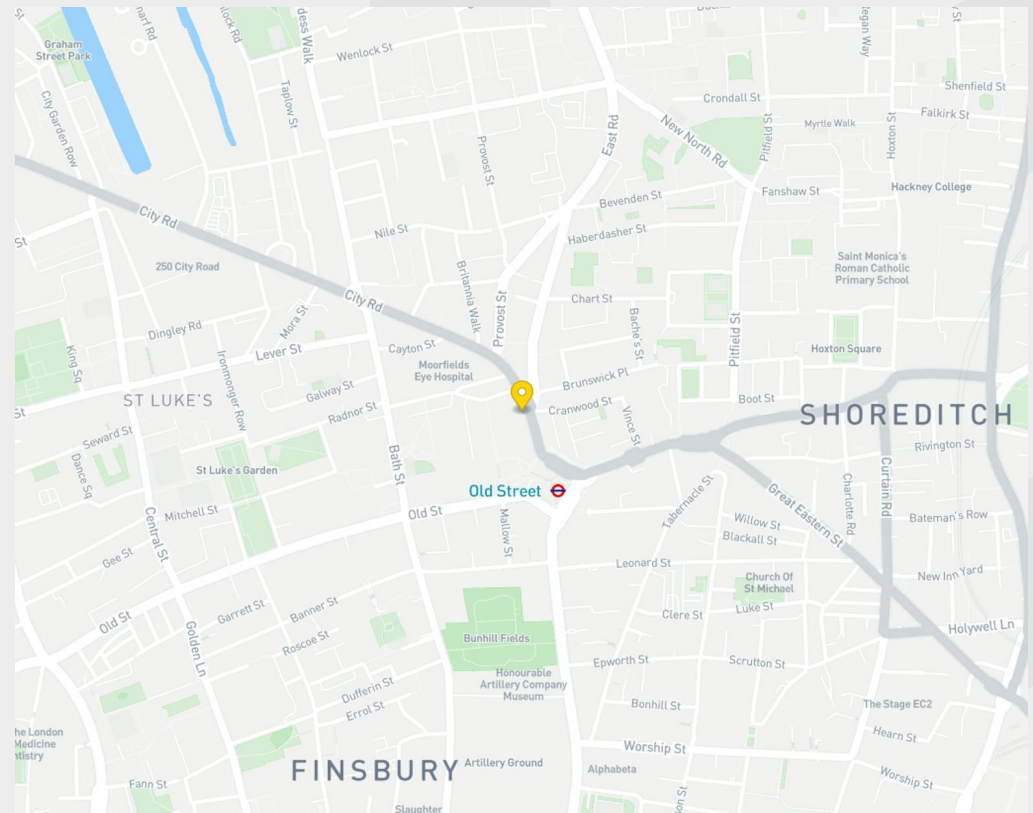 Graham
Street Park
Wenlock St
Taplow St
City Garden Row
Provost St
East Rd
New North Rd
Crondall St
Pitfield St
Myrtle Walk
Hoxton St
Shenfield St
Falkirk St
City Rd
Nile St
Bevenden St
Haberdasher St
Fanshaw St
Hackney College
250 City Road
Britannia Walk
Saint Monica's
Roman Catholic
Primary School
City Rd
Provost St
Chart St
Bache's St
Pitfield St
Hoxton Square
Dingley Rd
Mora St
Lever St
Cayton St
King Sq
Ironmonger Row
Moorfields
Eye Hospital
Brunswick Pl
Galway St
Radnor St
ST LUKE'S
Cranwood St
Vince St
Boot St
SHOREDITCH
Seward St
Dance Sq
St Luke's Garden
Bath St
Rivington St
Curtain Rd
Old Street
Mitchell St
Central St
Old St
Mallow St
Tabernacle St
Great Eastern St
Charlotte Rd
Willow St
Blackall St
Bateman's Row
Gee St
Leonard St
Church Of
St Michael
New Inn Yard
Garrett St
Banner St
Clere St
Luke St
Old St
Golden Ln
Roscoe St
Bunhill Fields
Holywell Ln
Epworth St
Scrutton St
Honourable
Artillery Company
Museum
Dufferin St
Errol St
Bonhill St
The Stage EC2
Hearn St
Worship St
he London
Medicine
ntistry
FINSBURY
Artillery Ground
Alphabeta
Worship St
Fann St
Slaughter